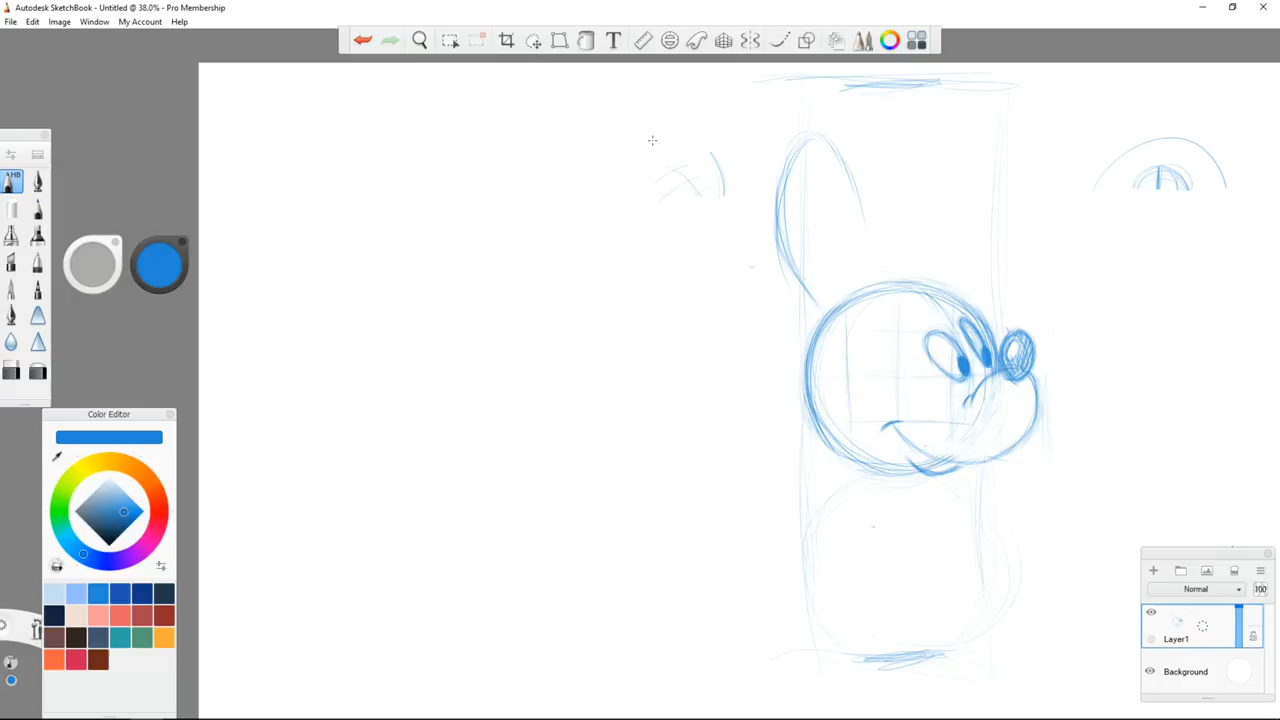 Autodesk SketchBook - Untitled @ 38.0% - Pro Membership
File Edit Image Window My Account Help
T
AHB
Color Editor
Normal 100
Layer1
Background